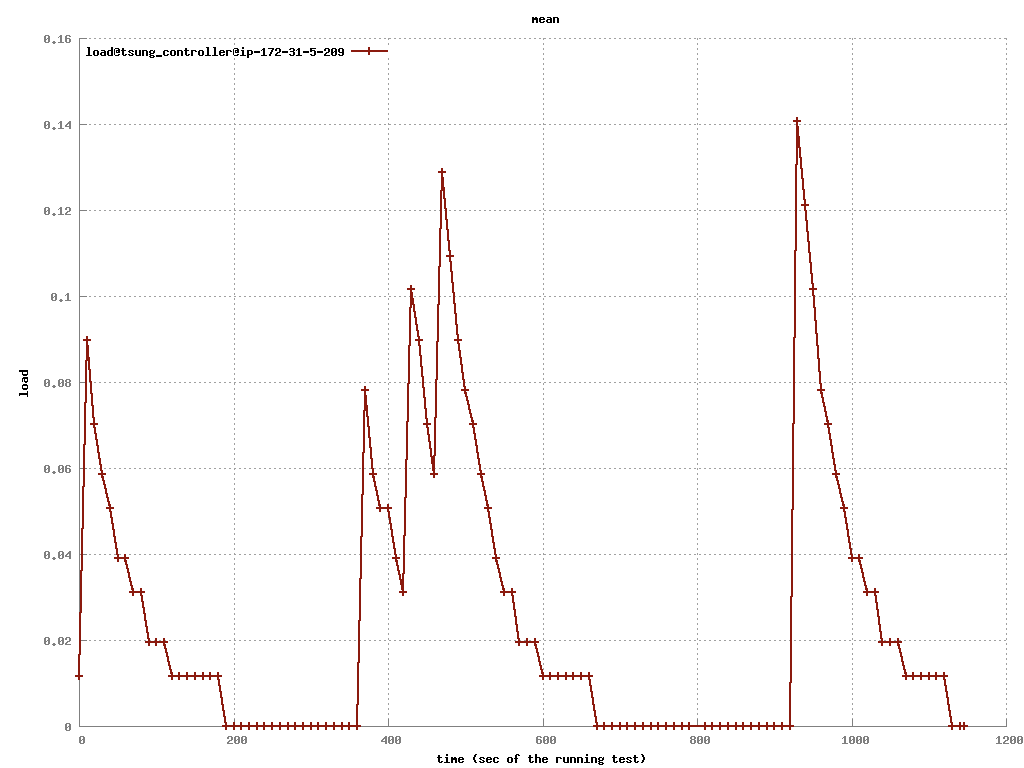 mean
load@tsung_controller@ip-172-31-5-209
0.16
0.14
0.12
0.1
0.08
0.06
0.04
0.02
0
load
0 200 400 600 800 1000 1200
time (sec of the running test)